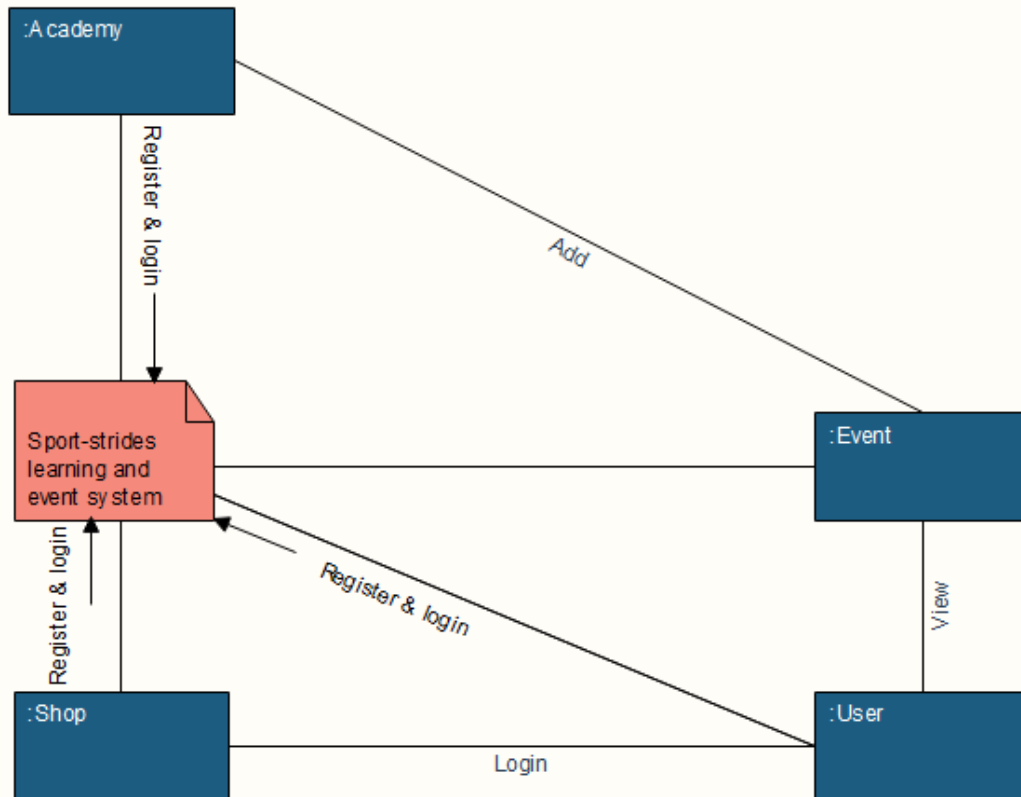 :Academy
Register & login
Add
Sport-strides
learning and
event system
:Event
Register & login
Register & login
View
:Shop
:User
Login